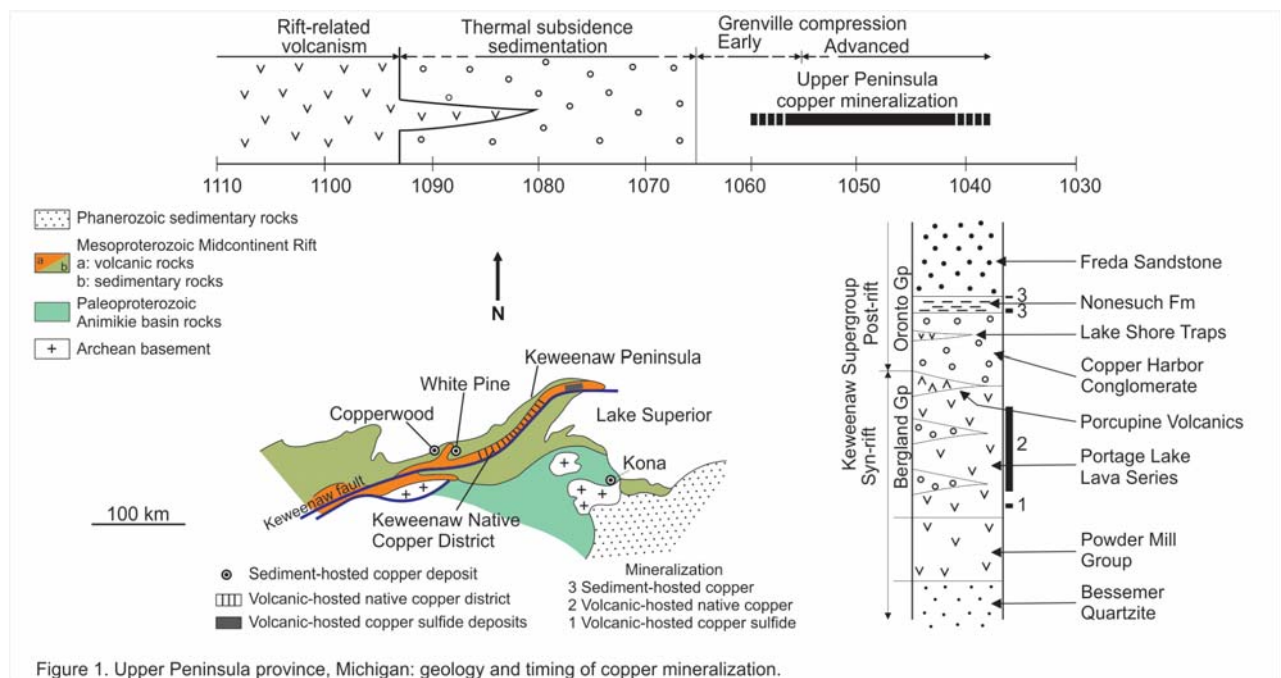 Rift-related
volcanism
Thermal subsidence
sedimentation
Grenville compression
Early
Advanced
Upper Peninsula
copper mineralization
1110 1100 1090 1080 1070 1060 1050 1040 1030
Phanerozoic sedimentary rocks
Mesoproterozoic Midcontinent Rift
a b
a: volcanic rocks
b: sedimentary rocks
Paleoproterozoic
Animikie basin rocks
Archean basement
N
Keweenaw Peninsula
White Pine
Copperwood
Lake Superior
Kona
Keweenaw fault
Keweenaw Native
Copper District
100 km
Sediment-hosted copper deposit
Volcanic-hosted native copper district
Volcanic-hosted copper sulfide deposits
Mineralization
3 Sediment-hosted copper
2 Volcanic-hosted native copper
1 Volcanic-hosted copper sulfide
Keweenaw Supergroup
Post-rift
Syn-rift
Oronto Gp
Bergland Gp
3
3
2
1
Freda Sandstone
Nonesuch Fm
Lake Shore Traps
Copper Harbor
Conglomerate
Porcupine Volcanics
Portage Lake
Lava Series
Powder Mill
Group
Bessemer
Quartzite
Figure 1. Upper Peninsula province, Michigan: geology and timing of copper mineralization.